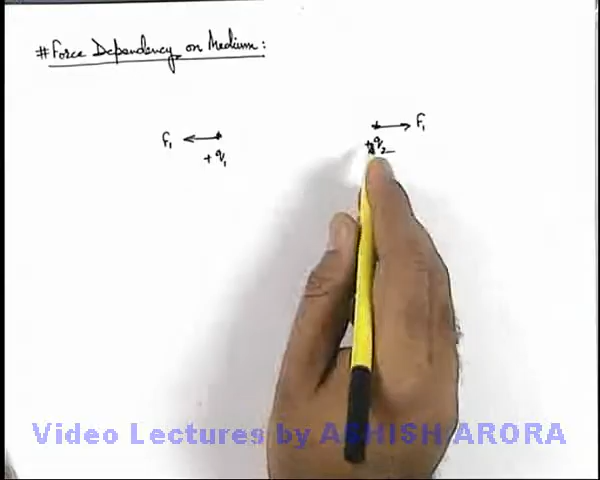 # Force Dependency on Medium:
F₁ F₁
+ q₁ + q₂
Video Lectures by ASHISH ARORA